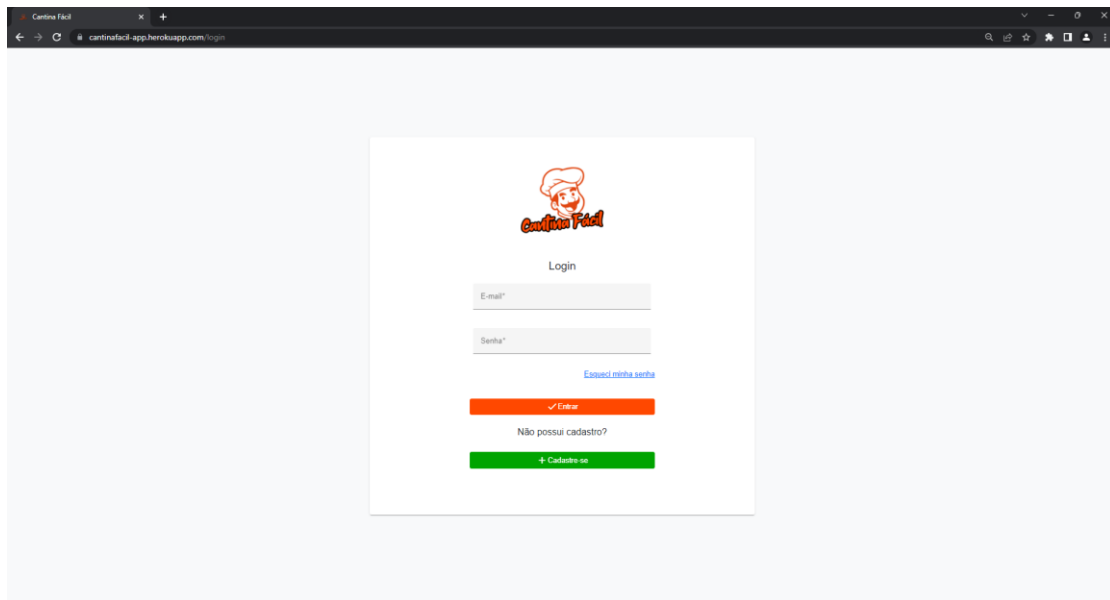 Cantina Fácil
cantinafacil-app.herokuapp.com/login
Cantina Fácil
Login
E-mail*
Senha*
Esqueci minha senha
Entrar
Não possui cadastro?
+ Cadastre-se